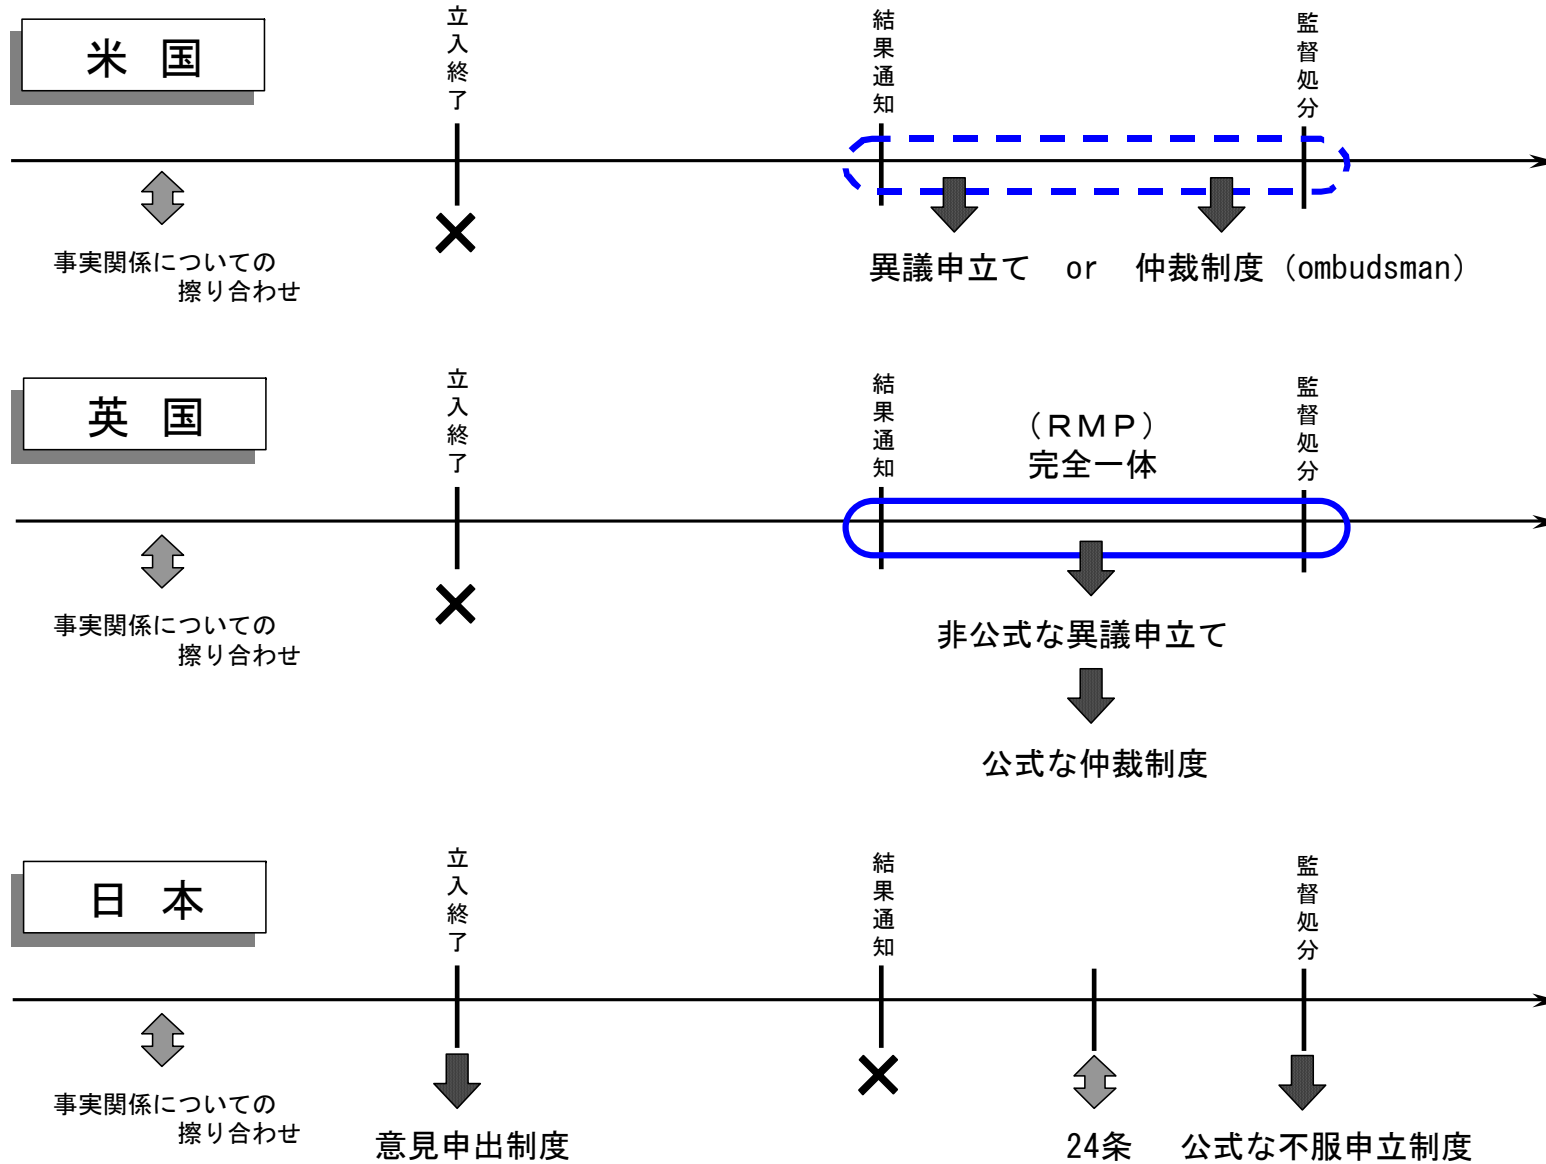 米 国
立入終了
結果通知
監督処分
事実関係についての
擦り合わせ
異議申立て or 仲裁制度（ombudsman）
英 国
立入終了
結果通知
監督処分
（ＲＭＰ）
完全一体
事実関係についての
擦り合わせ
非公式な異議申立て
公式な仲裁制度
日 本
立入終了
結果通知
監督処分
事実関係についての
擦り合わせ
意見申出制度
24条
公式な不服申立制度